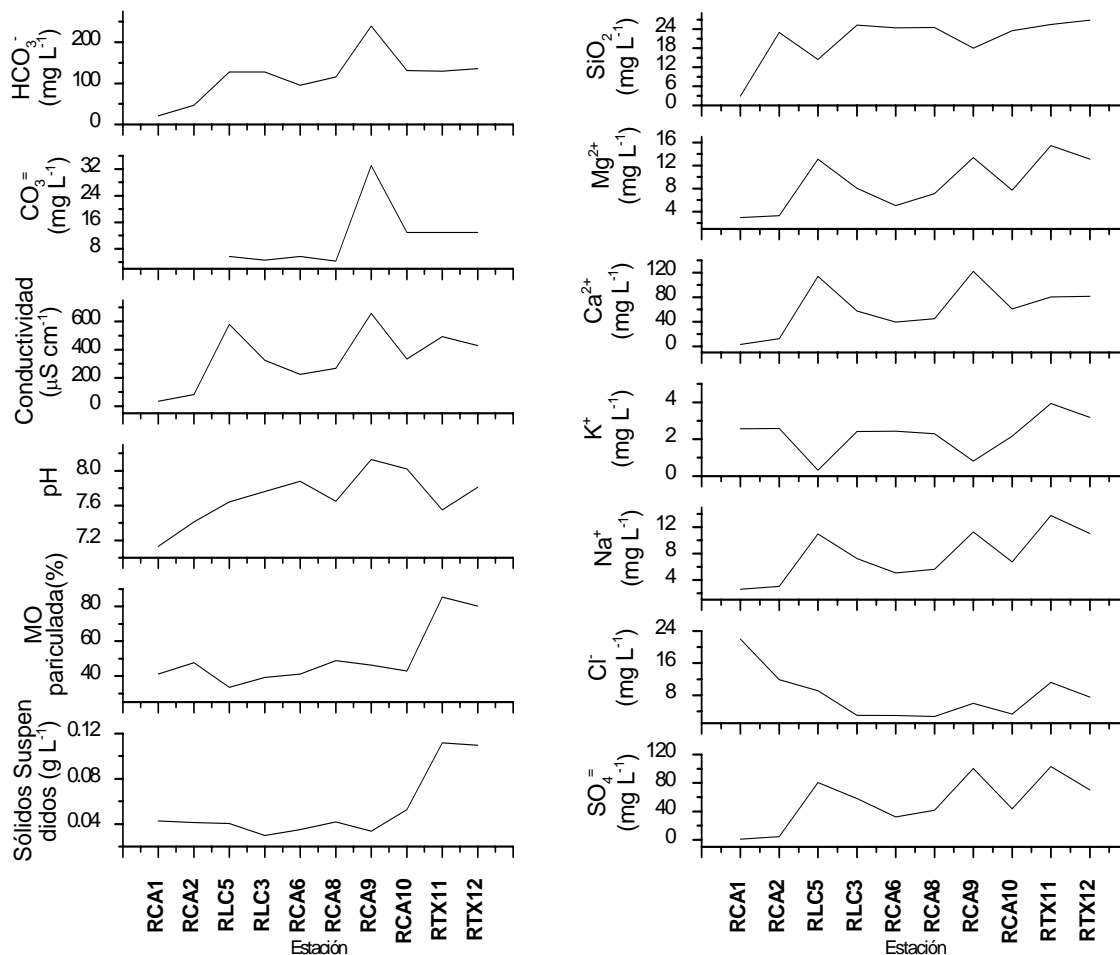 HCO3-
(mg L-1)
200
100
0
CO3=
(mg L-1)
32
24
16
8
Conductividad
(µS cm-1)
600
400
200
0
pH
8.0
7.6
7.2
MO
pariculada(%)
80
60
40
Sólidos Suspen
didos (g L-1)
0.12
0.08
0.04
RCA1
RCA2
RLC5
RLC3
RCA6
RCA8
RCA9
RCA10
RTX11
RTX12
Estación
SiO2
(mg L-1)
24
18
12
6
0
Mg2+
(mg L-1)
16
12
8
4
Ca2+
(mg L-1)
120
80
40
0
K+
(mg L-1)
4
2
0
Na+
(mg L-1)
12
8
4
Cl-
(mg L-1)
24
16
8
SO4=
(mg L-1)
120
80
40
0
RCA1
RCA2
RLC5
RLC3
RCA6
RCA8
RCA9
RCA10
RTX11
RTX12
Estación